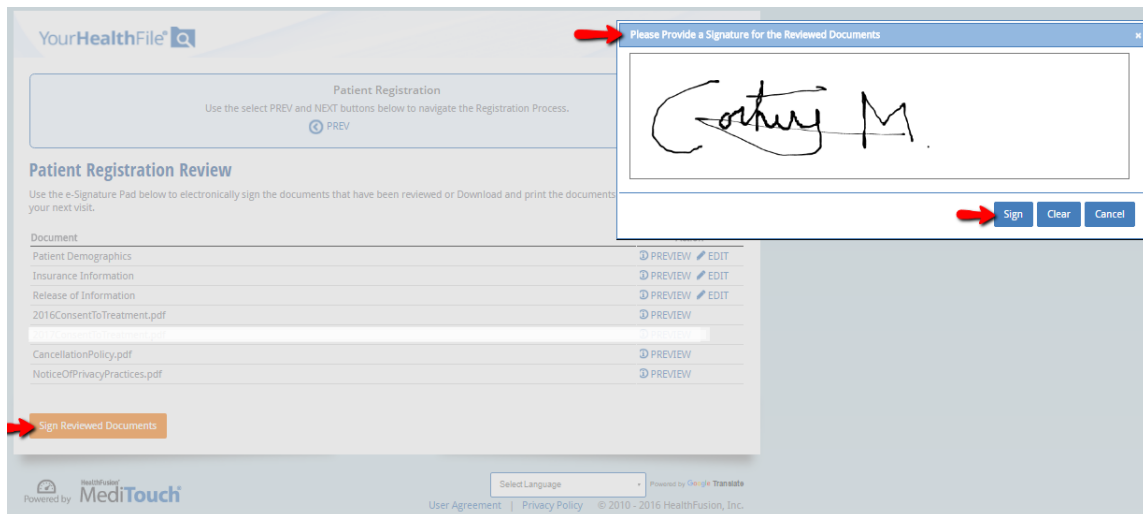 YourHealthFile®
Please Provide a Signature for the Reviewed Documents
×
Patient Registration
Use the select PREV and NEXT buttons below to navigate the Registration Process.
PREV
Sign Clear Cancel
Patient Registration Review
Use the e-Signature Pad below to electronically sign the documents that have been reviewed or Download and print the documents
your next visit.
Document
Patient Demographics PREVIEW EDIT
Insurance Information PREVIEW EDIT
Release of Information PREVIEW EDIT
2016ConsentToTreatment.pdf PREVIEW
CancellationPolicy.pdf PREVIEW
NoticeOfPrivacyPractices.pdf PREVIEW
Sign Reviewed Documents
Powered by HealthFusion® MediTouch®
Select Language Powered by Google Translate
User Agreement | Privacy Policy © 2010 - 2016 HealthFusion, Inc.